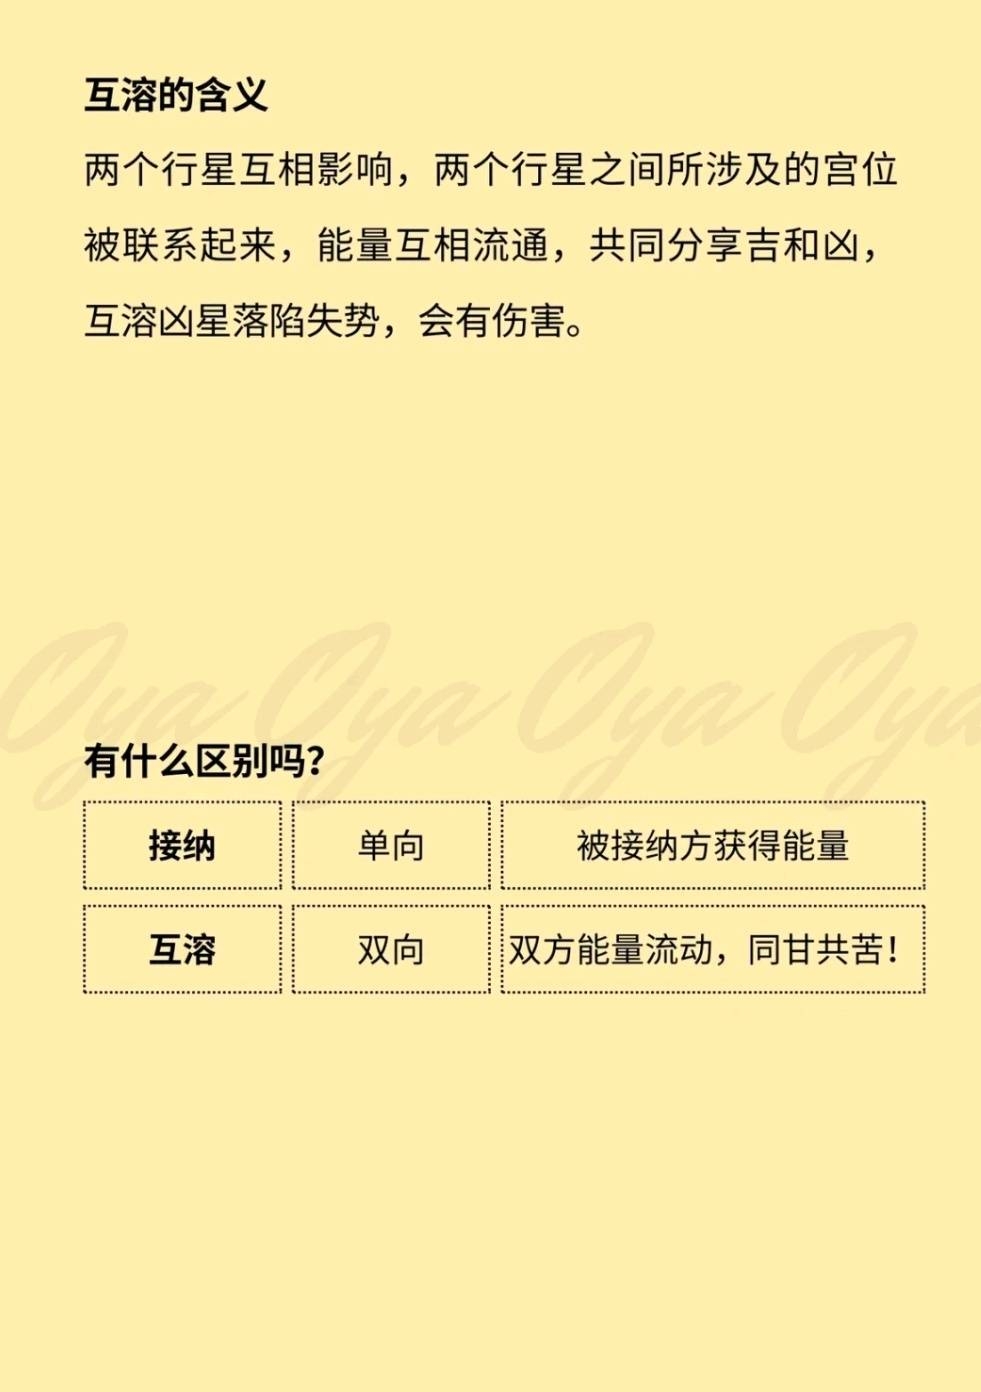 互溶的含义
两个行星互相影响，两个行星之间所涉及的宫位
被联系起来，能量互相流通，共同分享吉和凶，
互溶凶星落陷失势，会有伤害。
Oya Oya Oya Oya
有什么区别吗？
接纳 单向 被接纳方获得能量
互溶 双向 双方能量流动，同甘共苦！